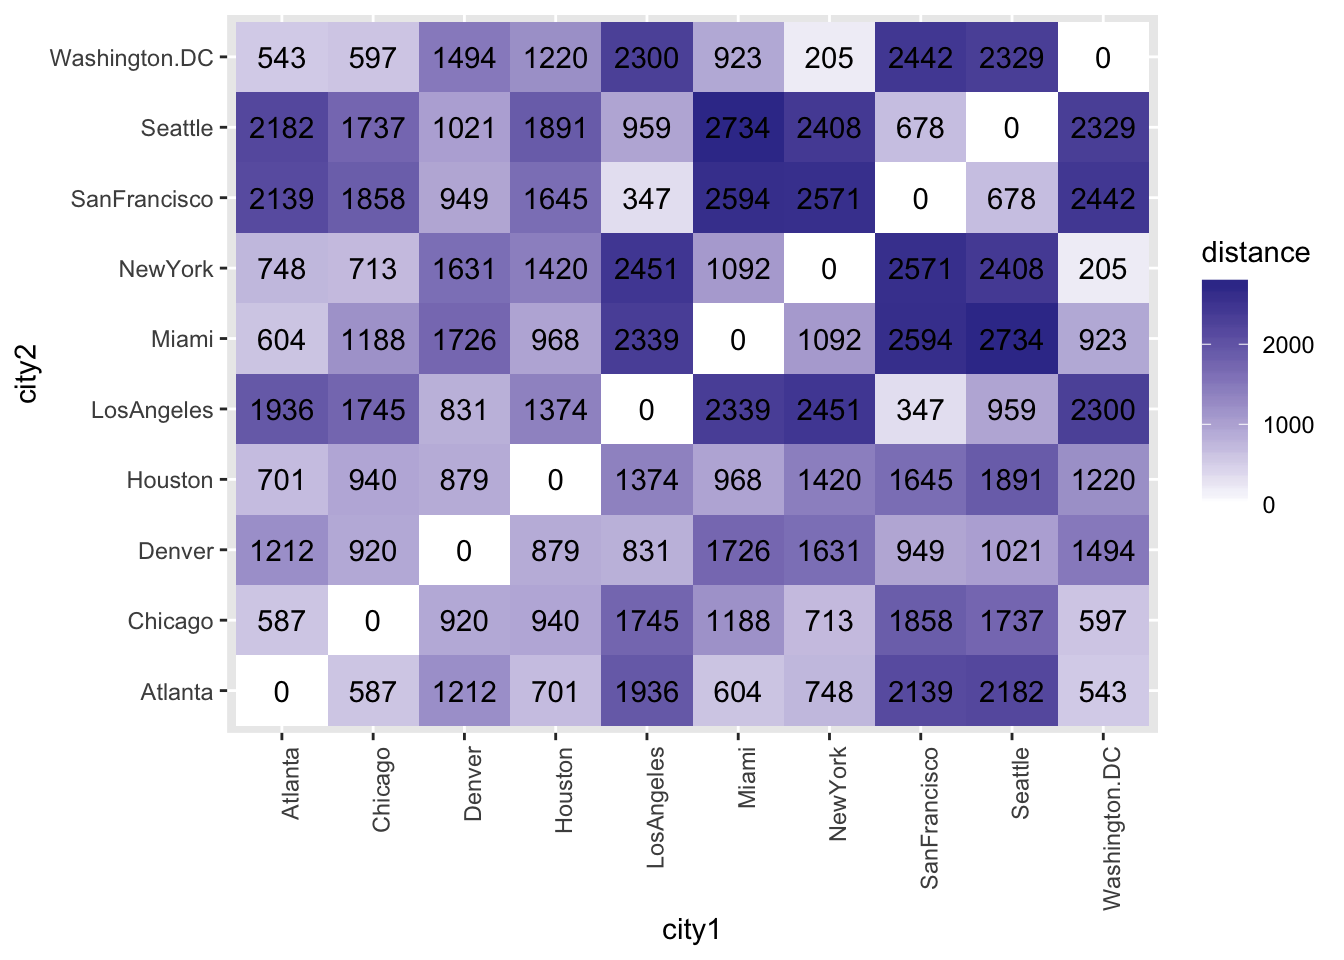 Washington.DC 543 597 1494 1220 2300 923 205 2442 2329 0
Seattle 2182 1737 1021 1891 959 2734 2408 678 0 2329
SanFrancisco 2139 1858 949 1645 347 2594 2571 0 678 2442
NewYork 748 713 1631 1420 2451 1092 0 2571 2408 205
Miami 604 1188 1726 968 2339 0 1092 2594 2734 923
LosAngeles 1936 1745 831 1374 0 2339 2451 347 959 2300
Houston 701 940 879 0 1374 968 1420 1645 1891 1220
Denver 1212 920 0 879 831 1726 1631 949 1021 1494
Chicago 587 0 920 940 1745 1188 713 1858 1737 597
Atlanta 0 587 1212 701 1936 604 748 2139 2182 543
city2
Atlanta
Chicago
Denver
Houston
LosAngeles
Miami
NewYork
SanFrancisco
Seattle
Washington.DC
city1
distance
2000
1000
0